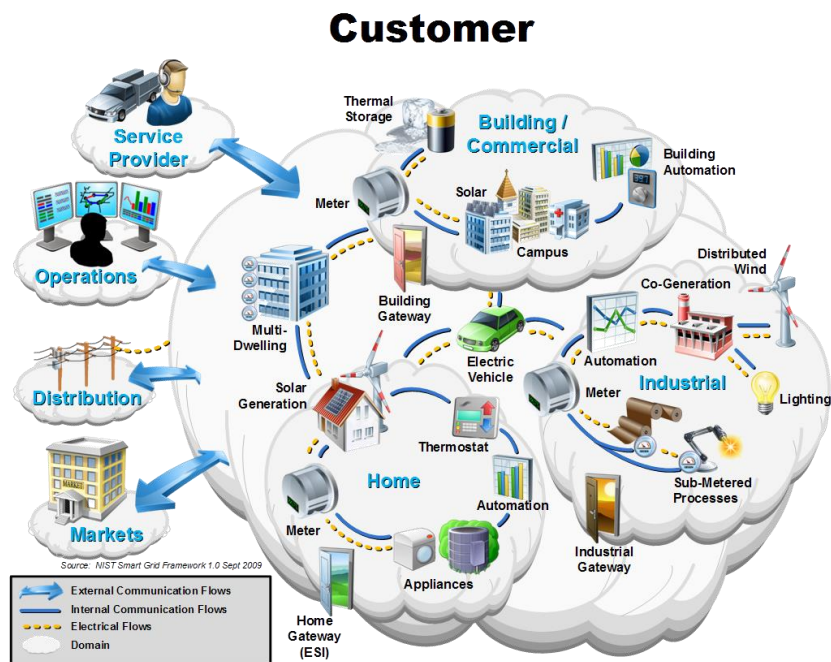 Customer
Service
Provider
Operations
Distribution
MARKET
Markets
Thermal
Storage
Building /
Commercial
Building
Automation
Meter
Solar
Campus
Building
Gateway
Multi-
Dwelling
Electric
Vehicle
Distributed
Wind
Co-Generation
Automation
Industrial
Meter
Lighting
Sub-Metered
Processes
Industrial
Gateway
Solar
Generation
Thermostat
Home
Automation
Meter
Appliances
Home
Gateway
(ESI)
Source: NIST Smart Grid Framework 1.0 Sept 2009
External Communication Flows
Internal Communication Flows
Electrical Flows
Domain